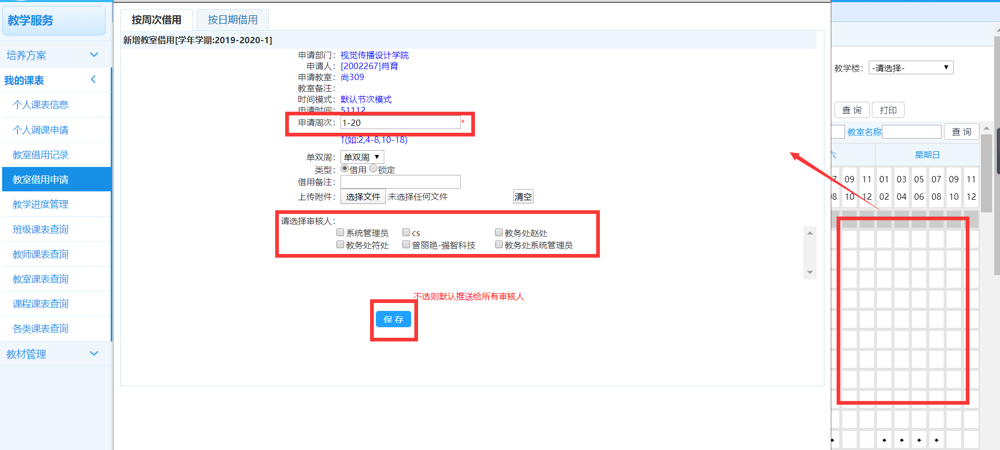 教学服务
培养方案
我的课表
个人课表信息
个人调课申请
教室借用记录
教室借用申请
教学进度管理
班级课表查询
教师课表查询
教室课表查询
课程课表查询
各类课表查询
教材管理
按周次借用 按日期借用
新增教室借用[学年学期:2019-2020-1]
申请部门: 视觉传播设计学院
申请人: [2002267]肖育
申请教室: 尚309
教室备注:
时间模式: 默认节次模式
申请时间: 51112
申请周次: 1-20 *
↑(如:2,4-8,10-18)
单双周: 单双周
类型: 借用 锁定
借用备注:
上传附件: 选择文件 未选择任何文件 清空
请选择审核人:
系统管理员 cs 教务处赵处
教务处符处 曾丽艳-强智科技 教务处系统管理员
不选则默认推送给所有审核人
保 存
教学楼: -请选择-
查 询 打印
教室名称 查 询
六 星期日
09 11 01 03 05 07 09 11
10 12 02 04 06 08 10 12